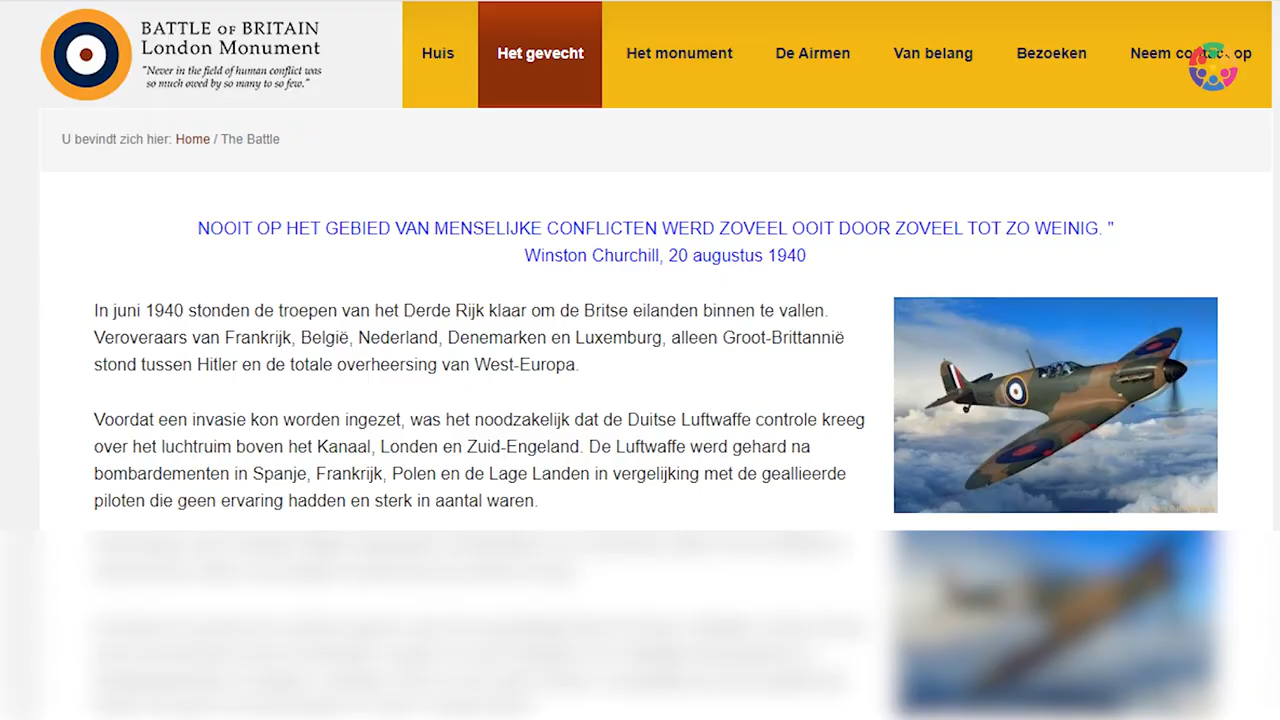 BATTLE OF BRITAIN
London Monument
"Never in the field of human conflict was
so much owed by so many to so few."
Huis
Het gevecht
Het monument
De Airmen
Van belang
Bezoeken
Neem contact op
U bevindt zich hier: Home / The Battle
NOOIT OP HET GEBIED VAN MENSELIJKE CONFLICTEN WERD ZOVEEL OOIT DOOR ZOVEEL TOT ZO WEINIG. "
Winston Churchill, 20 augustus 1940
In juni 1940 stonden de troepen van het Derde Rijk klaar om de Britse eilanden binnen te vallen.
Veroveraars van Frankrijk, België, Nederland, Denemarken en Luxemburg, alleen Groot-Brittannië
stond tussen Hitler en de totale overheersing van West-Europa.
Voordat een invasie kon worden ingezet, was het noodzakelijk dat de Duitse Luftwaffe controle kreeg
over het luchtruim boven het Kanaal, Londen en Zuid-Engeland. De Luftwaffe werd gehard na
bombardementen in Spanje, Frankrijk, Polen en de Lage Landen in vergelijking met de geallieerde
piloten die geen ervaring hadden en sterk in aantal waren.